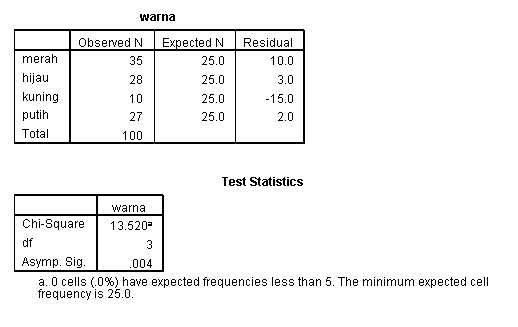 warna
Observed N Expected N Residual
merah 35 25.0 10.0
hijau 28 25.0 3.0
kuning 10 25.0 -15.0
putih 27 25.0 2.0
Total 100
Test Statistics
warna
Chi-Square 13.520a
df 3
Asymp. Sig. .004
a. 0 cells (.0%) have expected frequencies less than 5. The minimum expected cell
frequency is 25.0.